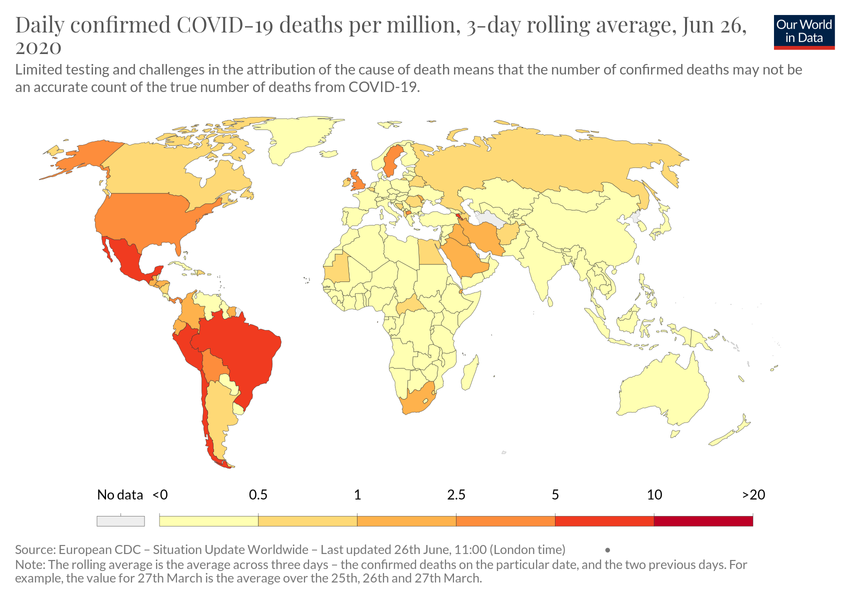 Daily confirmed COVID-19 deaths per million, 3-day rolling average, Jun 26,
2020
Our World
in Data
Limited testing and challenges in the attribution of the cause of death means that the number of confirmed deaths may not be
an accurate count of the true number of deaths from COVID-19.
No data <0 0.5 1 2.5 5 10 >20
Source: European CDC – Situation Update Worldwide – Last updated 26th June, 11:00 (London time)
Note: The rolling average is the average across three days – the confirmed deaths on the particular date, and the two previous days. For
example, the value for 27th March is the average over the 25th, 26th and 27th March.